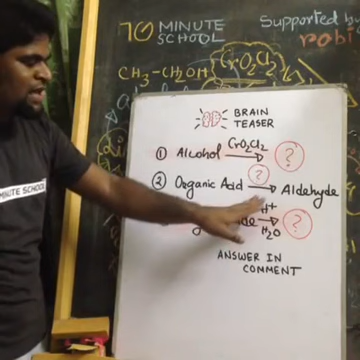 10 MINUTE
SCHOOL
Supported by
robi
CH3-CH2OH
CrO2Cl2
BRAIN
TEASER
① Alcohol CrO2Cl2 → ?
② Organic Acid ? → Aldehyde
H+ → ?
H2O
ANSWER IN
COMMENT
MINUTE SCHOOL